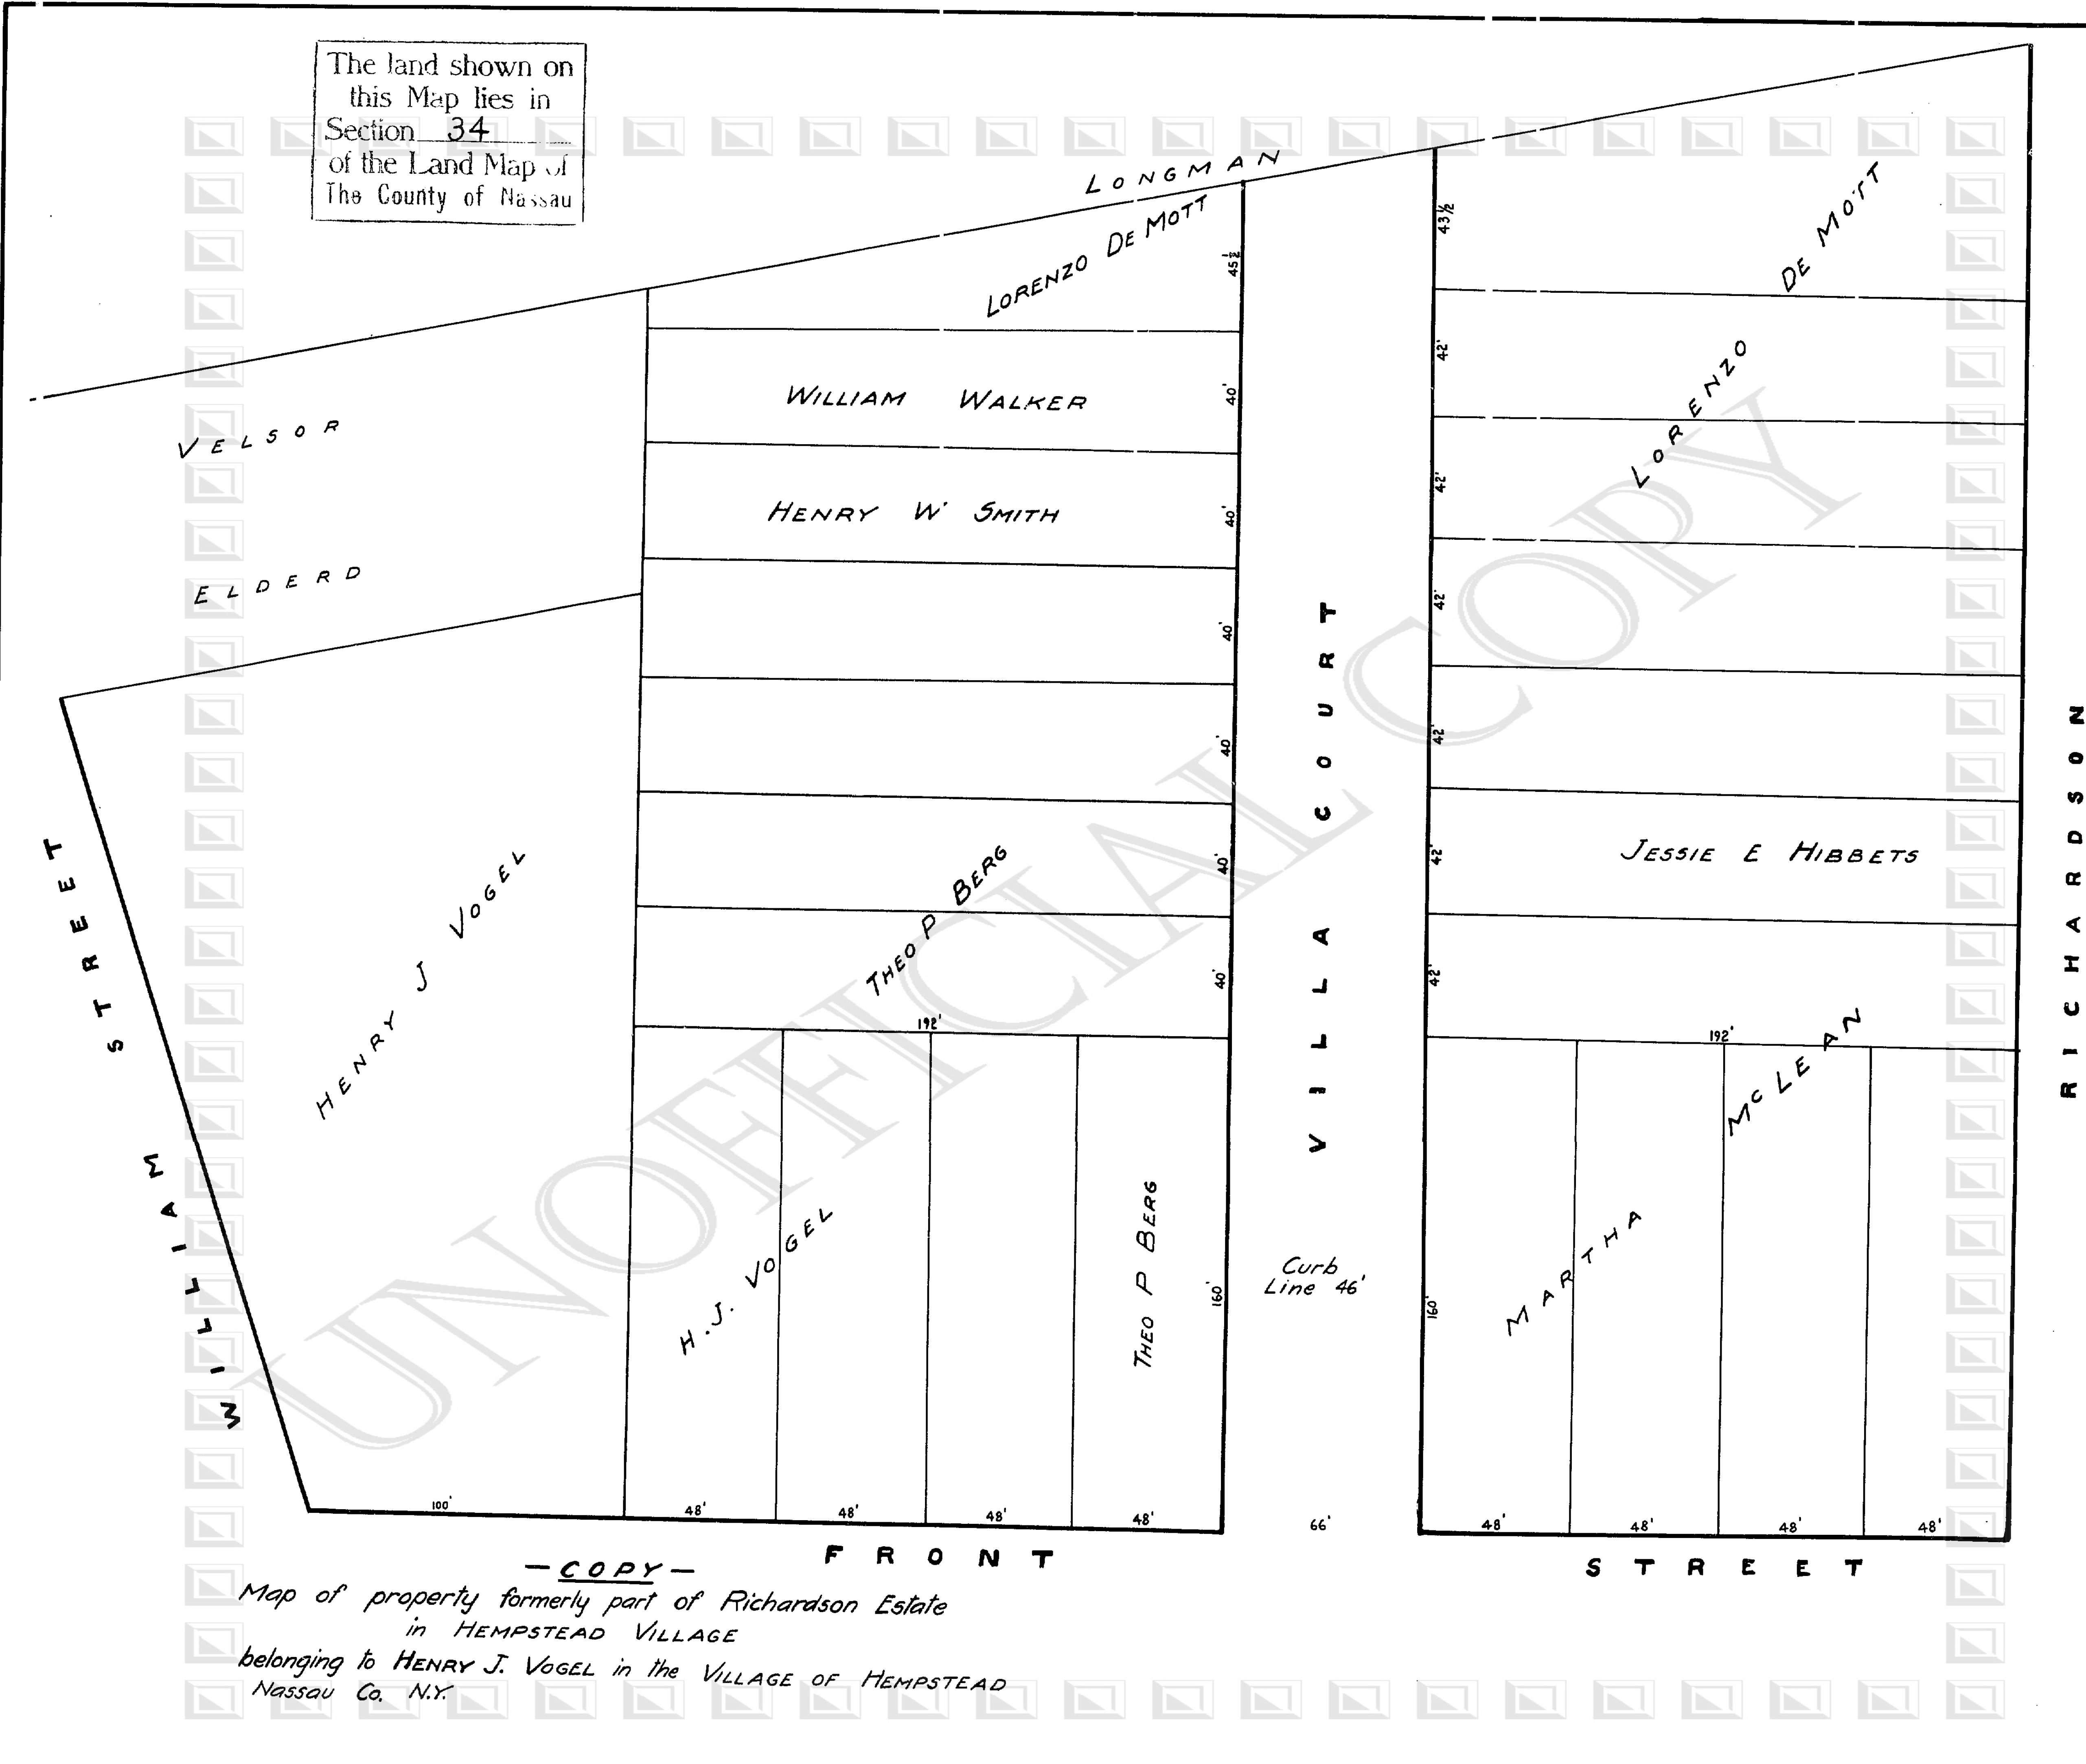 The land shown on
this Map lies in
Section 34
of the Land Map of
The County of Nassau
LONGMAN
LORENZO DE MOTT
45½
43½
DE MOTT
LORENZO
WILLIAM WALKER
40'
42'
VELSOR
HENRY W. SMITH
40'
42'
ELDERD
40'
42'
40'
42'
VILLA COURT
RICHARDSON
WILLIAM STREET
HENRY J VOGEL
THEO P BERG
40'
42'
JESSIE E HIBBETS
40'
42'
192'
192'
MARTHA McLEAN
H.J. VOGEL
THEO P BERG
160'
Curb
Line 46'
160'
100'
48'
48'
48'
48'
66'
48'
48'
48'
48'
FRONT STREET
— COPY —
Map of property formerly part of Richardson Estate
in HEMPSTEAD VILLAGE
belonging to HENRY J. VOGEL in the VILLAGE OF HEMPSTEAD
Nassau Co. N.Y.
UNOFFICIAL COPY